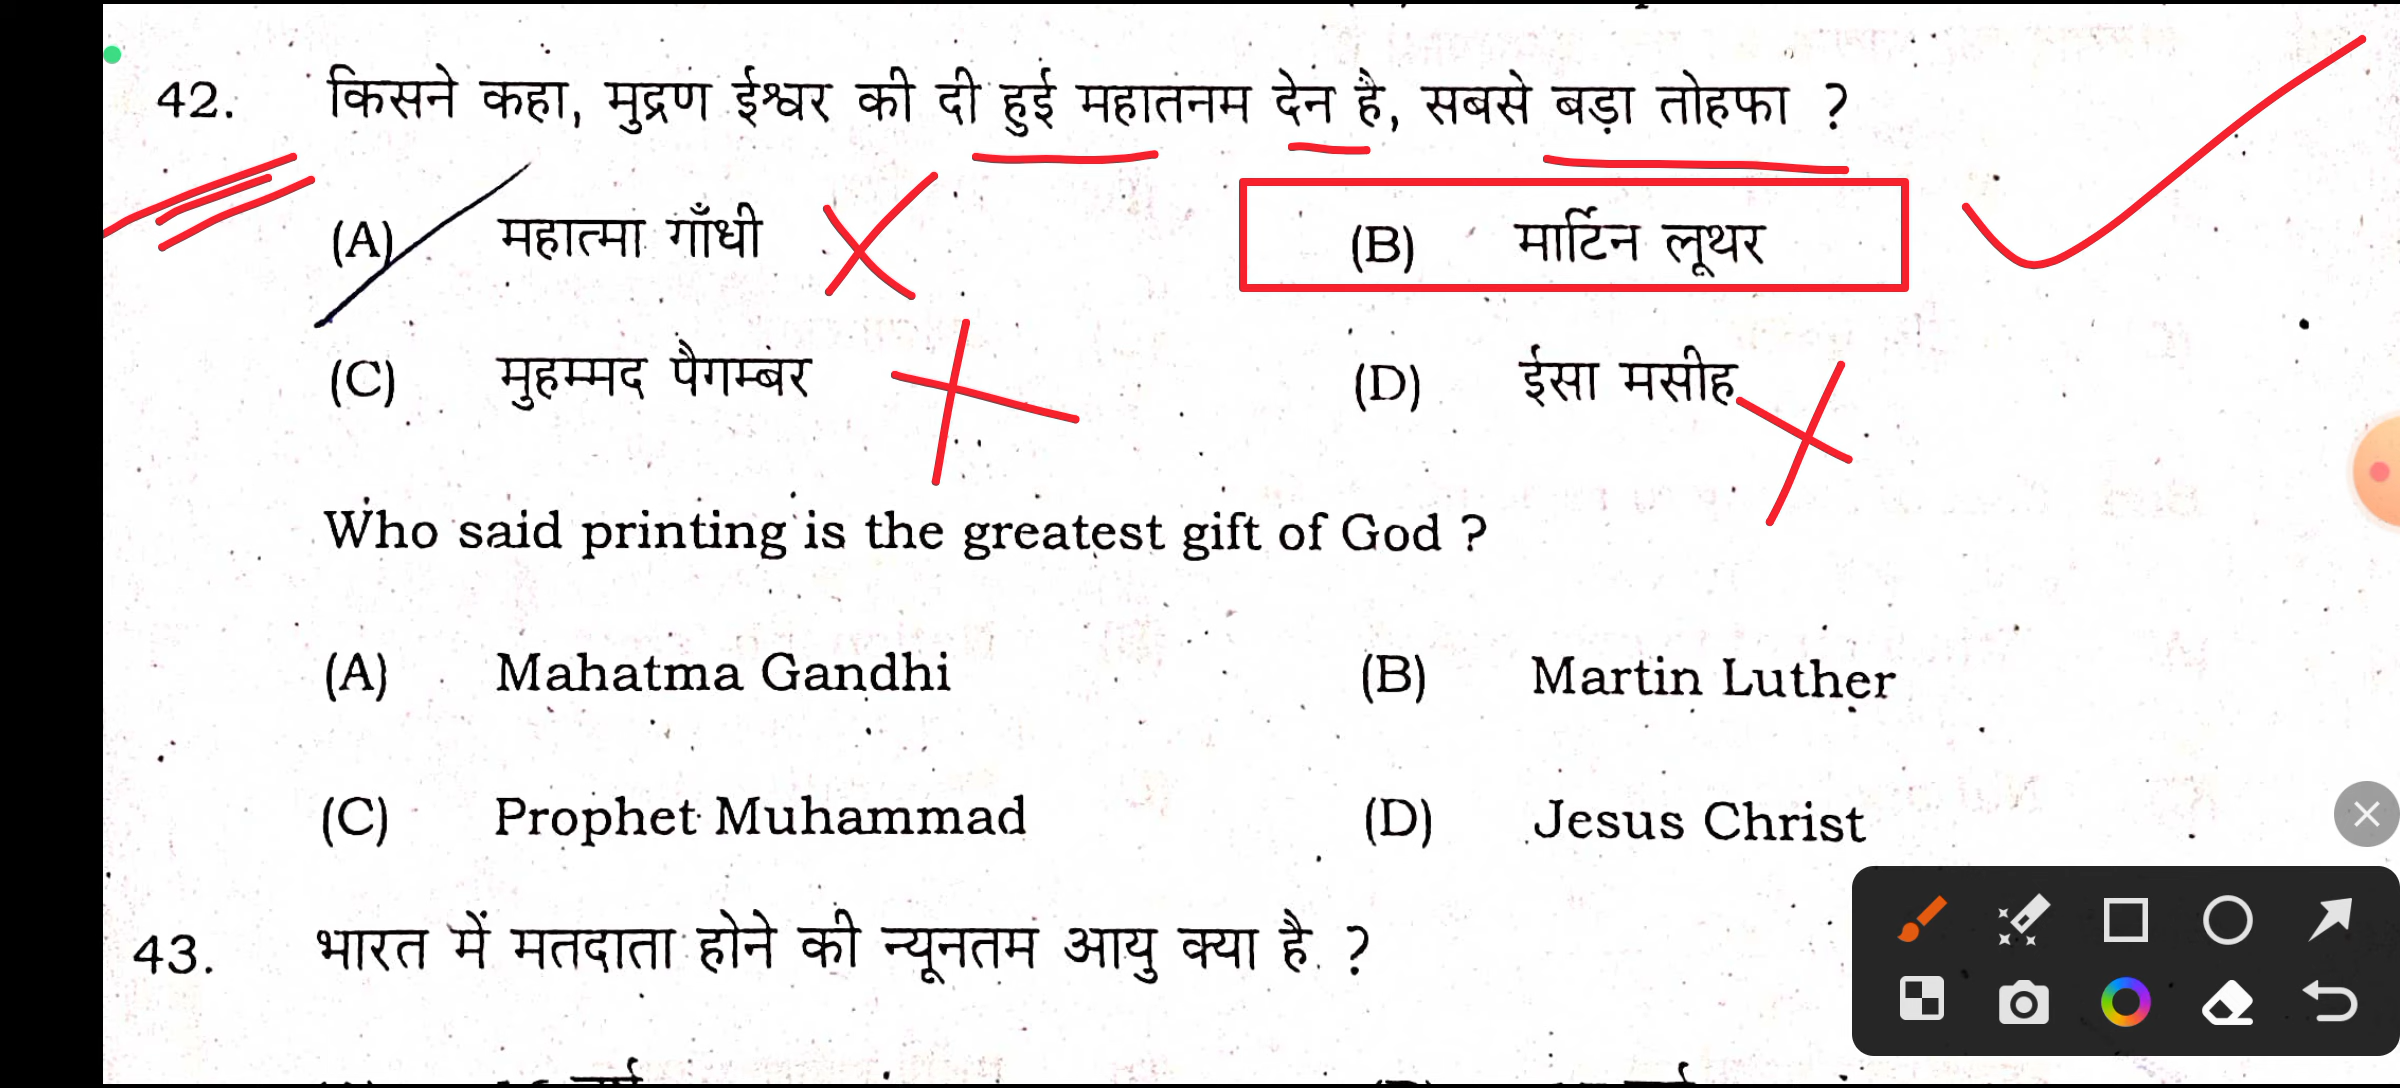 42. किसने कहा, मुद्रण ईश्वर की दी हुई महातनम देन है, सबसे बड़ा तोहफा ?
(A) महात्मा गाँधी (B) मार्टिन लूथर
(C) मुहम्मद पैगम्बर (D) ईसा मसीह
Who said printing is the greatest gift of God ?
(A) Mahatma Gandhi (B) Martin Luther
(C) Prophet Muhammad (D) Jesus Christ
43. भारत में मतदाता होने की न्यूनतम आयु क्या है ?